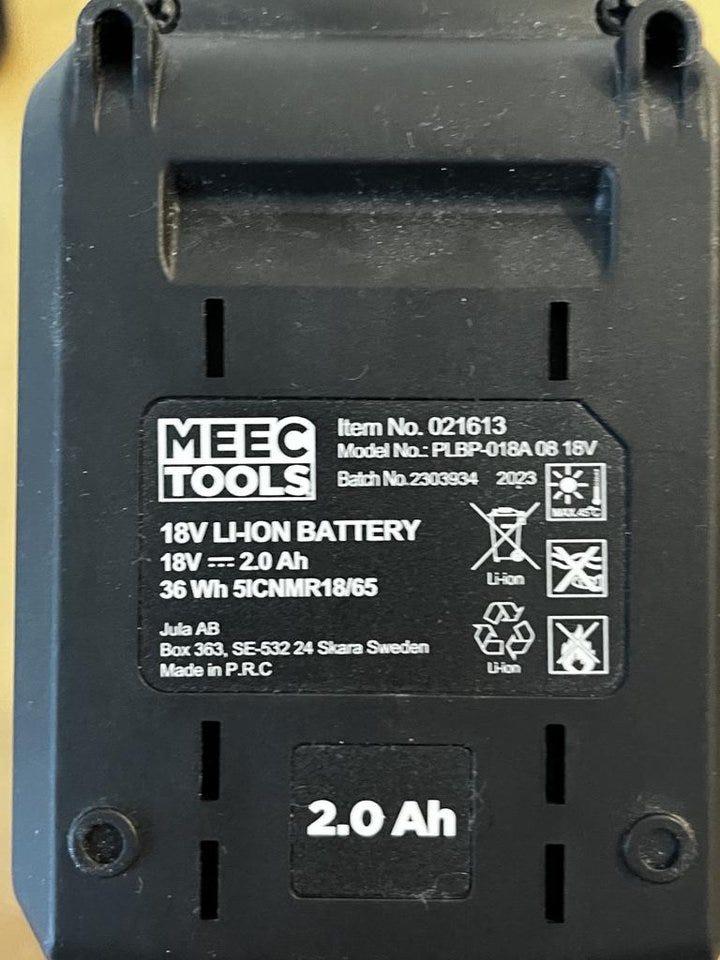 MEEC
TOOLS
Item No. 021613
Model No.: PLBP-018A 08 18V
Batch No.2303934 2023
MAX.45°C
18V LI-ION BATTERY
18V ⎓ 2.0 Ah
36 Wh 5ICNMR18/65
Li-ion
Jula AB
Box 363, SE-532 24 Skara Sweden
Made in P.R.C
Li-ion
2.0 Ah